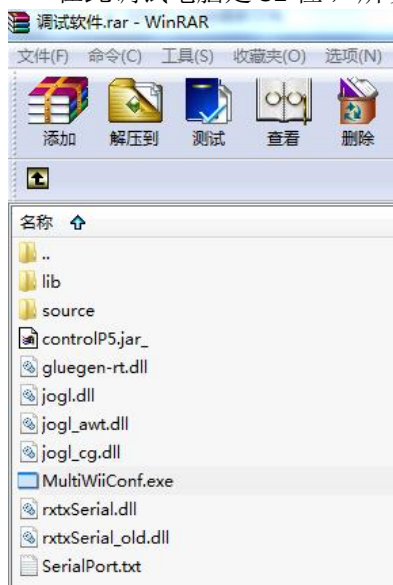 调试软件.rar - WinRAR
文件(F) 命令(C) 工具(S) 收藏夹(O) 选项(N)
添加 解压到 测试 查看 删除
名称
..
lib
source
controlP5.jar_
gluegen-rt.dll
jogl.dll
jogl_awt.dll
jogl_cg.dll
MultiWiiConf.exe
rxtxSerial.dll
rxtxSerial_old.dll
SerialPort.txt